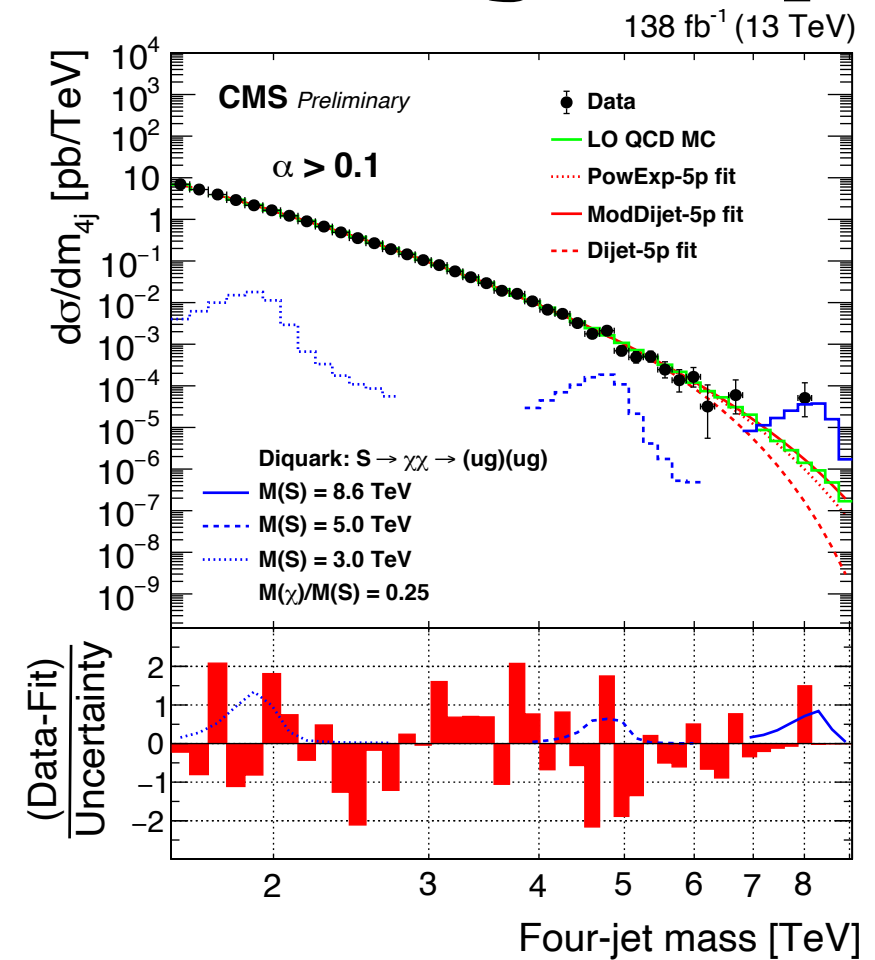 138 fb⁻¹ (13 TeV)
CMS Preliminary
α > 0.1
Data
LO QCD MC
PowExp-5p fit
ModDijet-5p fit
Dijet-5p fit
dσ/dm₄ⱼ [pb/TeV]
10⁴
10³
10²
10
1
10⁻¹
10⁻²
10⁻³
10⁻⁴
10⁻⁵
10⁻⁶
10⁻⁷
10⁻⁸
10⁻⁹
Diquark: S → χχ → (ug)(ug)
M(S) = 8.6 TeV
M(S) = 5.0 TeV
M(S) = 3.0 TeV
M(χ)/M(S) = 0.25
(Data-Fit)
Uncertainty
2
1
0
−1
−2
2 3 4 5 6 7 8
Four-jet mass [TeV]